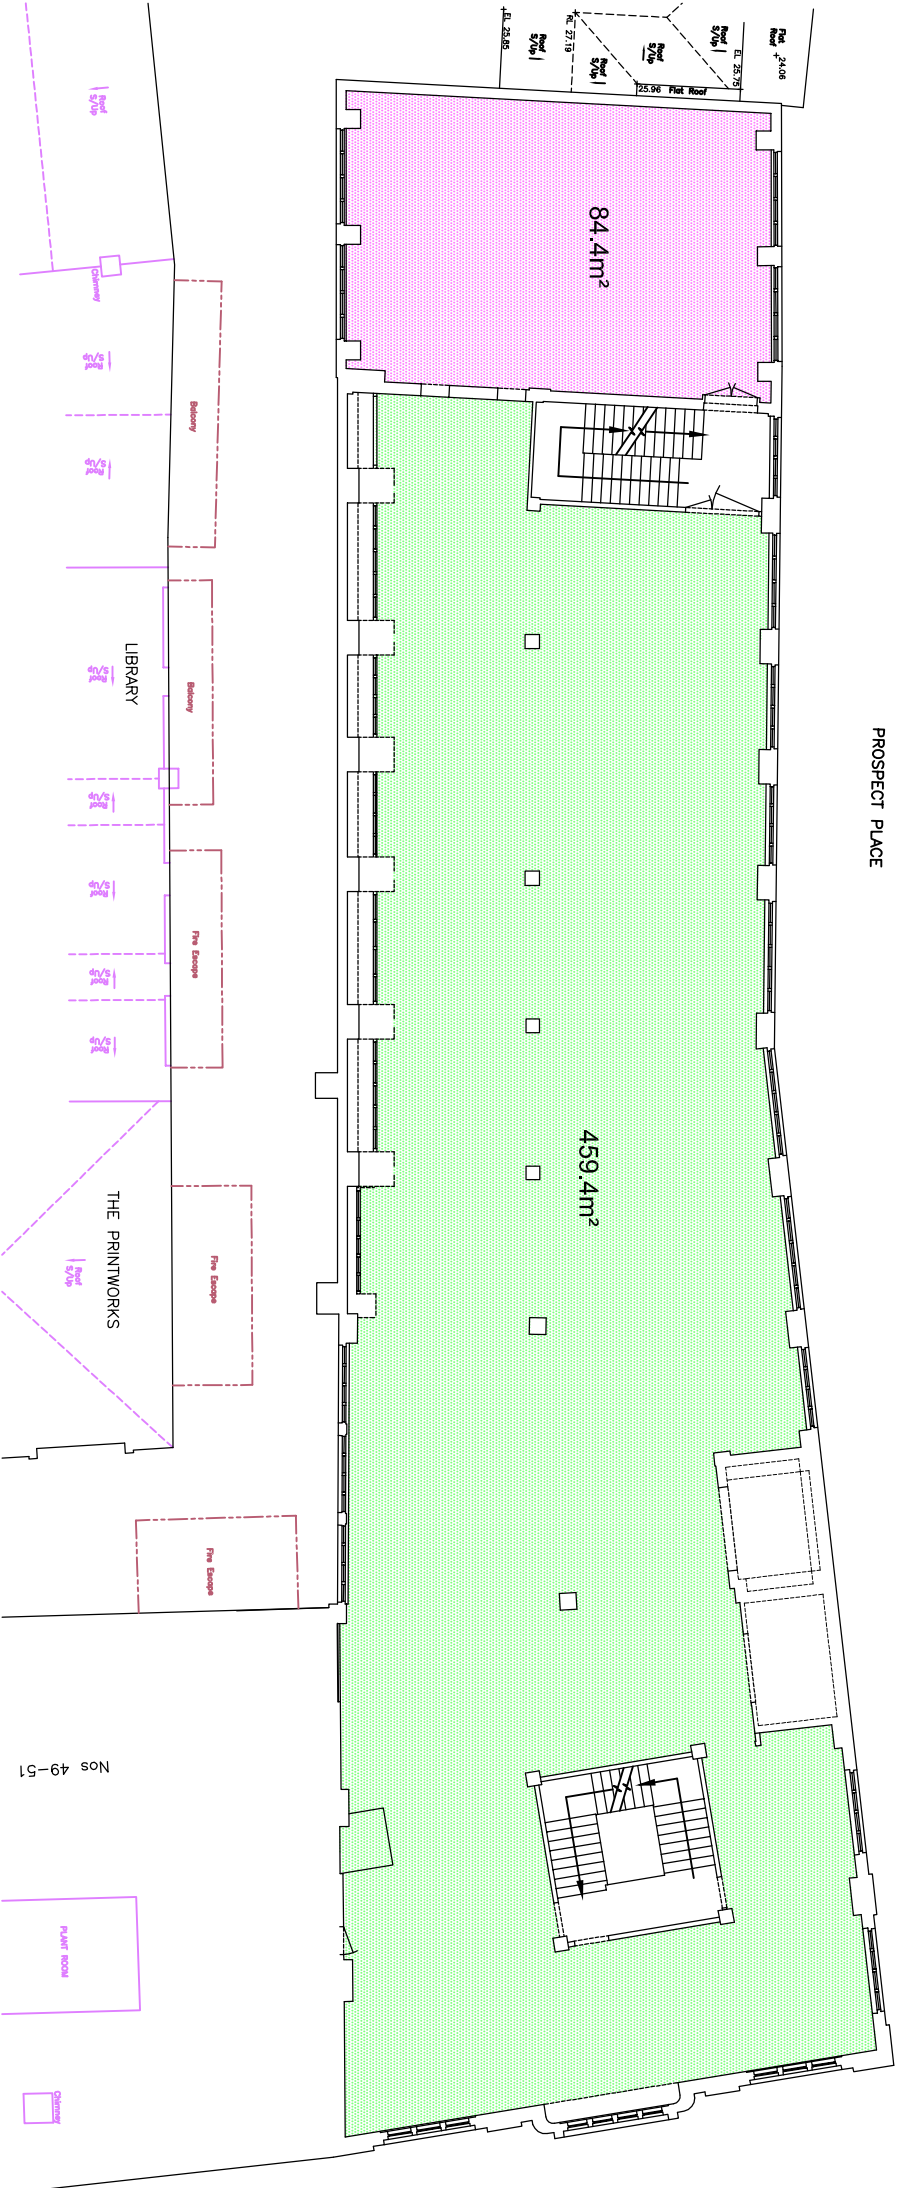 Flat
Roof
24.06
EL 25.75
Roof
S/Up
Roof
S/Up
25.96 Flat Roof
Roof
S/Up
RL 27.19
Roof
S/Up
EL 25.85
Roof
S/Up
84.4m²
Chimney
Roof
S/Up
Balcony
Roof
S/Up
LIBRARY
Roof
S/Up
Balcony
PROSPECT PLACE
Roof
S/Up
Roof
S/Up
Fire Escape
Roof
S/Up
Roof
S/Up
459.4m²
THE PRINTWORKS
Roof
S/Up
Fire Escape
Fire Escape
Nos 49-51
PLANT ROOM
Chimney